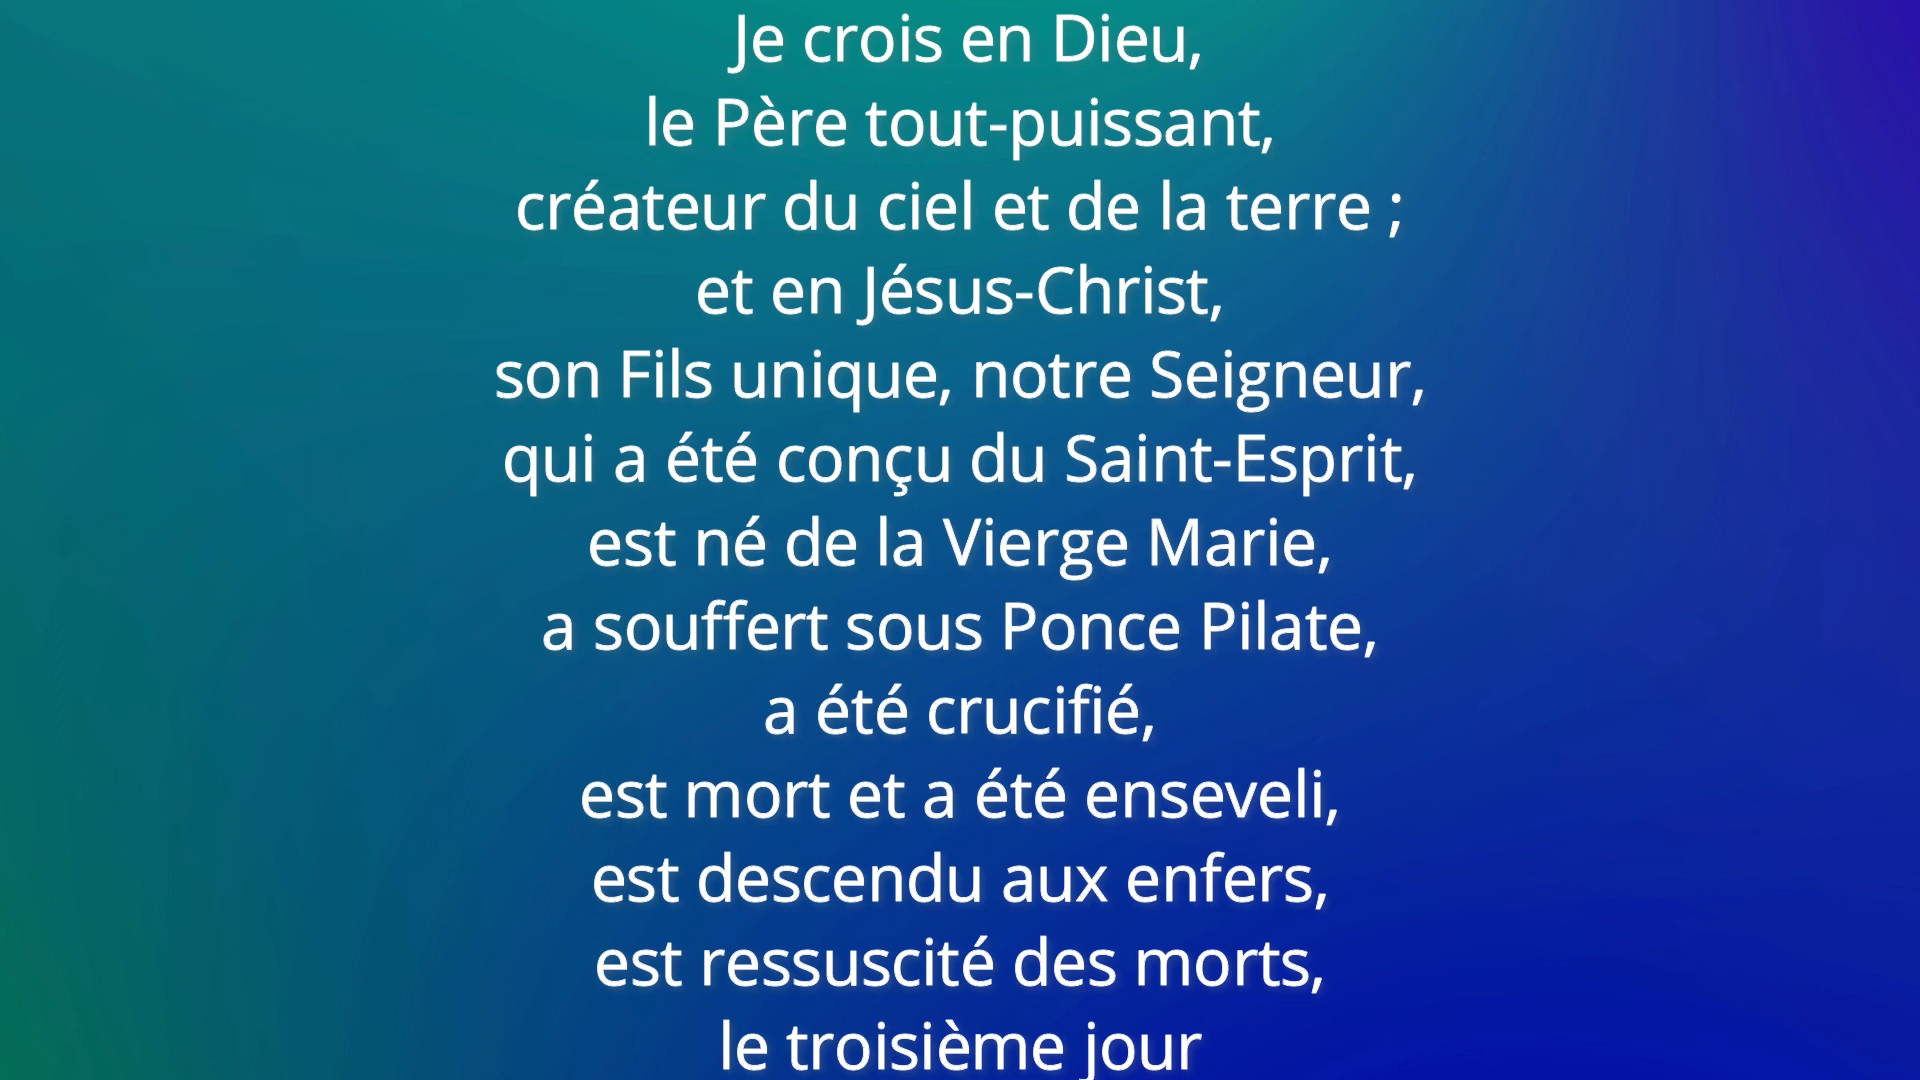 Je crois en Dieu,
le Père tout-puissant,
créateur du ciel et de la terre ;
et en Jésus-Christ,
son Fils unique, notre Seigneur,
qui a été conçu du Saint-Esprit,
est né de la Vierge Marie,
a souffert sous Ponce Pilate,
a été crucifié,
est mort et a été enseveli,
est descendu aux enfers,
est ressuscité des morts,
le troisième jour